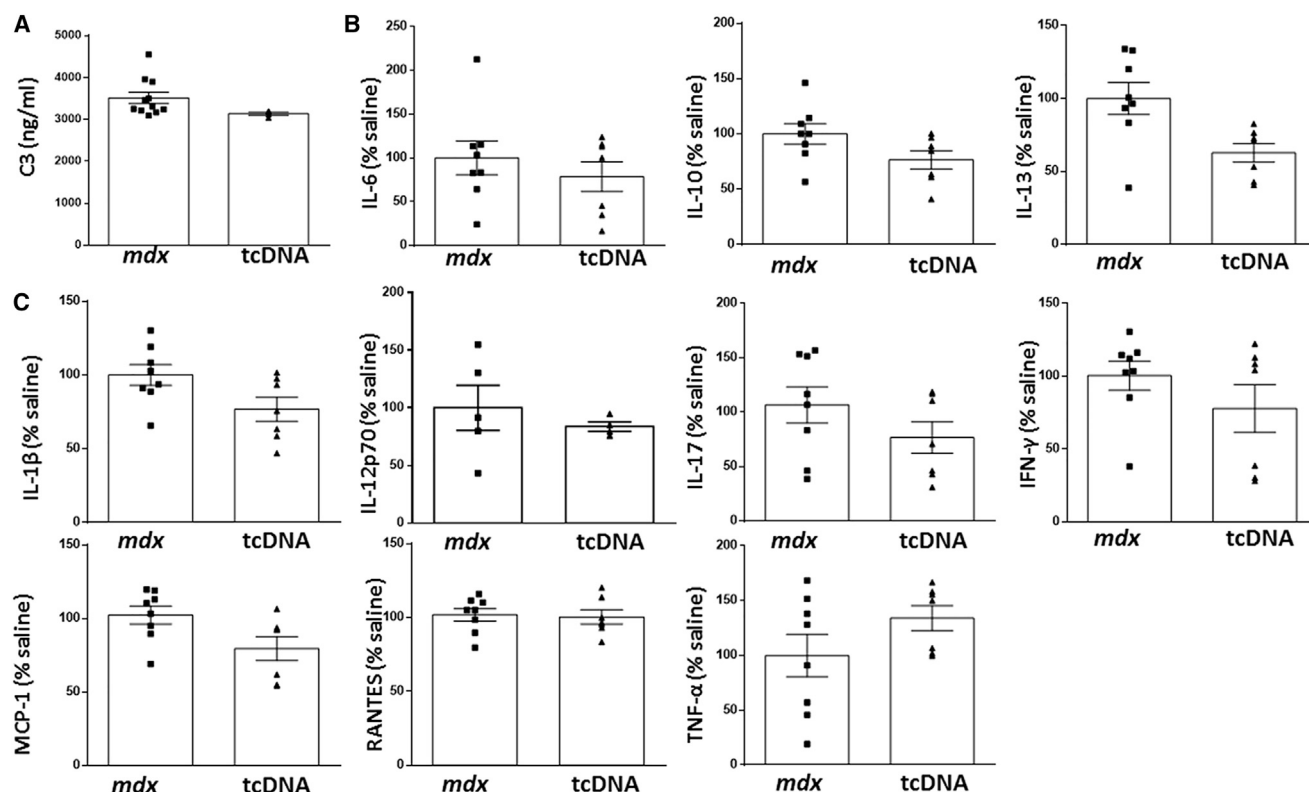 A
C3 (ng/ml)
5000
4000
3000
2000
1000
0
mdx
tcDNA
B
IL-6 (% saline)
250
200
150
100
50
0
mdx
tcDNA
IL-10 (% saline)
200
150
100
50
0
mdx
tcDNA
IL-13 (% saline)
150
100
50
0
mdx
tcDNA
C
IL-1β (% saline)
150
100
50
0
mdx
tcDNA
IL-12p70 (% saline)
200
150
100
50
0
mdx
tcDNA
IL-17 (% saline)
200
150
100
50
0
mdx
tcDNA
IFN-γ (% saline)
150
100
50
0
mdx
tcDNA
MCP-1 (% saline)
150
100
50
0
mdx
tcDNA
RANTES (% saline)
150
100
50
0
mdx
tcDNA
TNF-α (% saline)
200
150
100
50
0
mdx
tcDNA